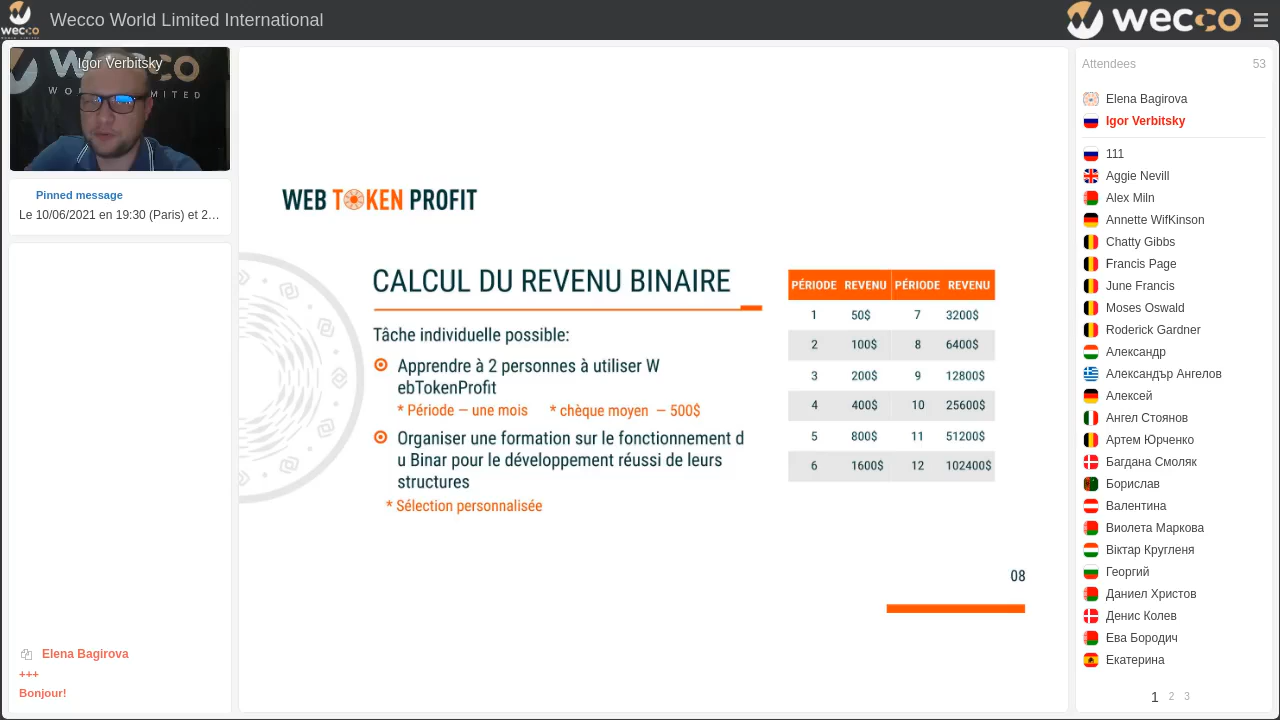 wecco
WORLD LIMITED
Wecco World Limited International
wecco
Igor Verbitsky
Pinned message
Le 10/06/2021 en 19:30 (Paris) et 2…
Elena Bagirova
+++
Bonjour!
WEB TOKEN PROFIT
CALCUL DU REVENU BINAIRE
Tâche individuelle possible:
Apprendre à 2 personnes à utiliser W
ebTokenProfit
* Période — une mois * chèque moyen — 500$
Organiser une formation sur le fonctionnement d
u Binar pour le développement réussi de leurs
structures
* Sélection personnalisée
PÉRIODE REVENU PÉRIODE REVENU
1 50$ 7 3200$
2 100$ 8 6400$
3 200$ 9 12800$
4 400$ 10 25600$
5 800$ 11 51200$
6 1600$ 12 102400$
08
Attendees 53
Elena Bagirova
Igor Verbitsky
111
Aggie Nevill
Alex Miln
Annette WifKinson
Chatty Gibbs
Francis Page
June Francis
Moses Oswald
Roderick Gardner
Александр
Александър Ангелов
Алексей
Ангел Стоянов
Артем Юрченко
Багдана Смоляк
Борислав
Валентина
Виолета Маркова
Віктар Кругленя
Георгий
Даниел Христов
Денис Колев
Ева Бородич
Екатерина
1 2 3